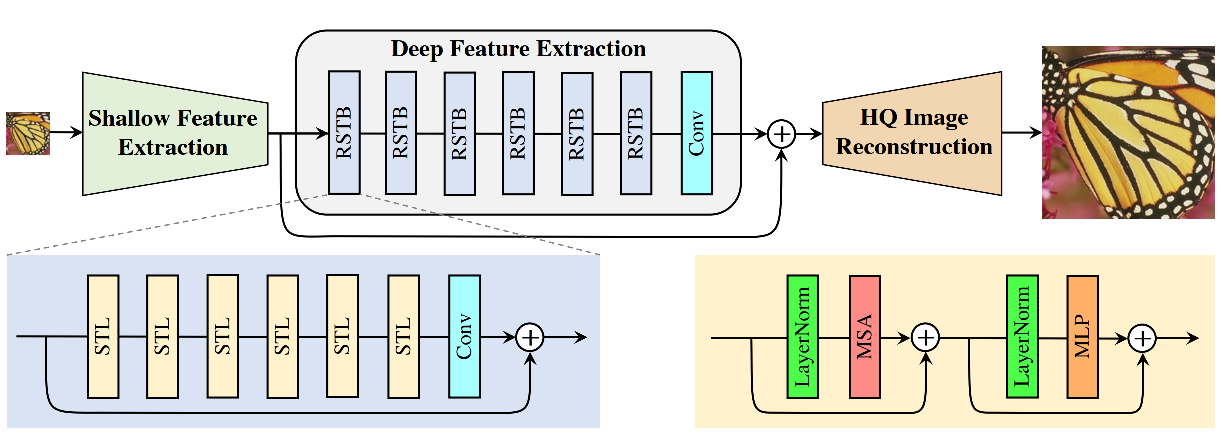 Deep Feature Extraction
Shallow Feature
Extraction
RSTB
RSTB
RSTB
RSTB
RSTB
RSTB
Conv
+
HQ Image
Reconstruction
STL
STL
STL
STL
STL
STL
Conv
+
LayerNorm
MSA
+
LayerNorm
MLP
+